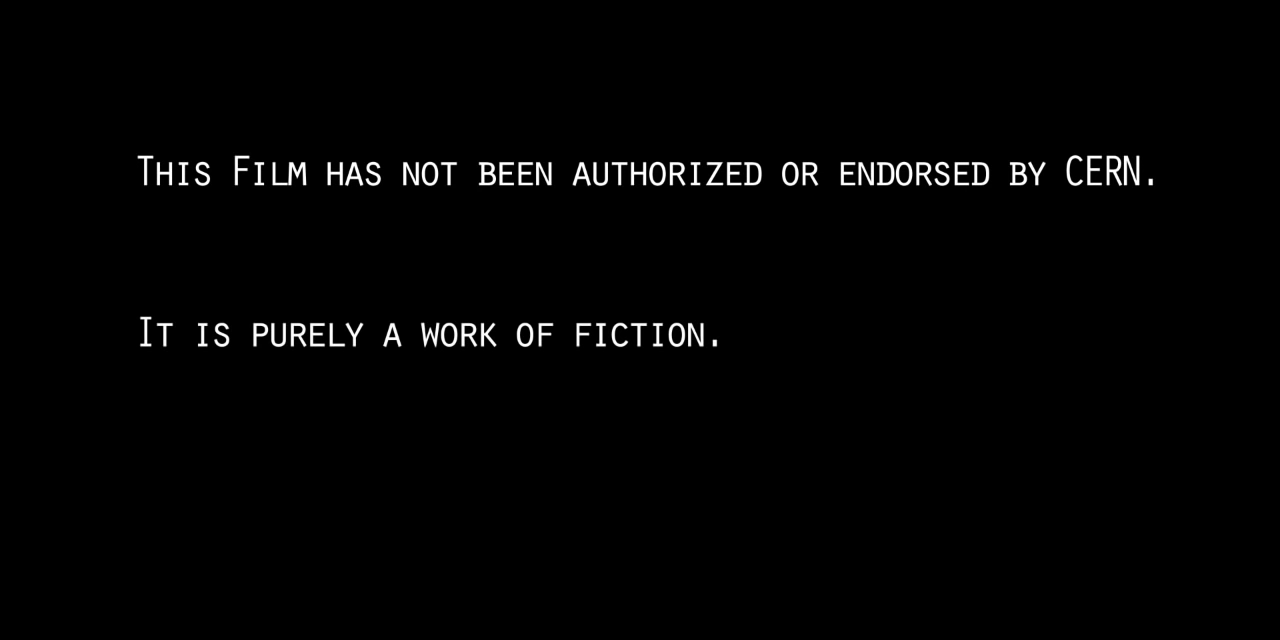 This Film has not been authorized or endorsed by CERN.
It is purely a work of fiction.